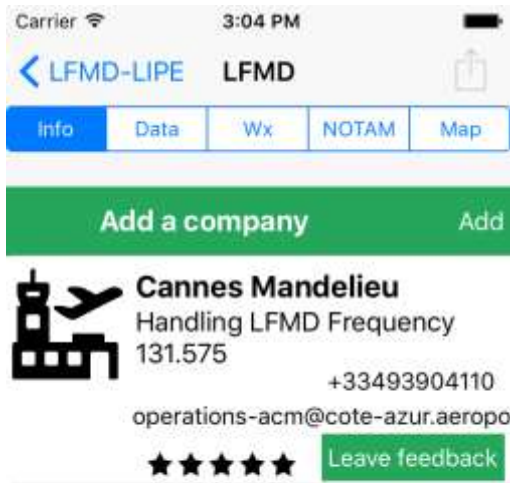 Carrier 3:04 PM
LFMD-LIPE LFMD
Info Data Wx NOTAM Map
Add a company Add
Cannes Mandelieu
Handling LFMD Frequency
131.575
+33493904110
operations-acm@cote-azur.aeropo
Leave feedback